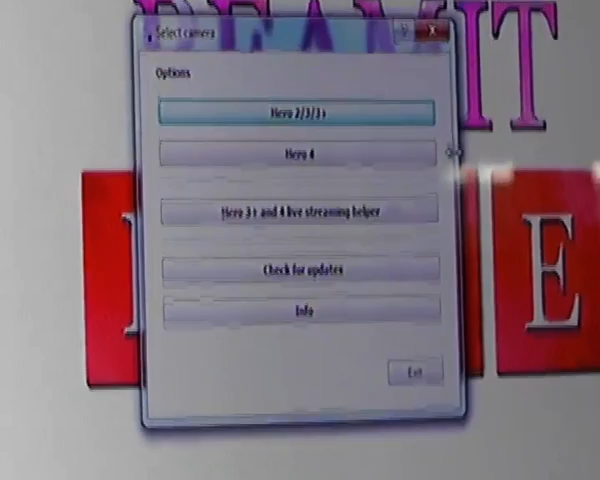 BEAMIT
Select camera
Options
Hero 2/3/3+
Hero 4
Hero 3+ and 4 live streaming helper
Check for updates
Info
Exit
E